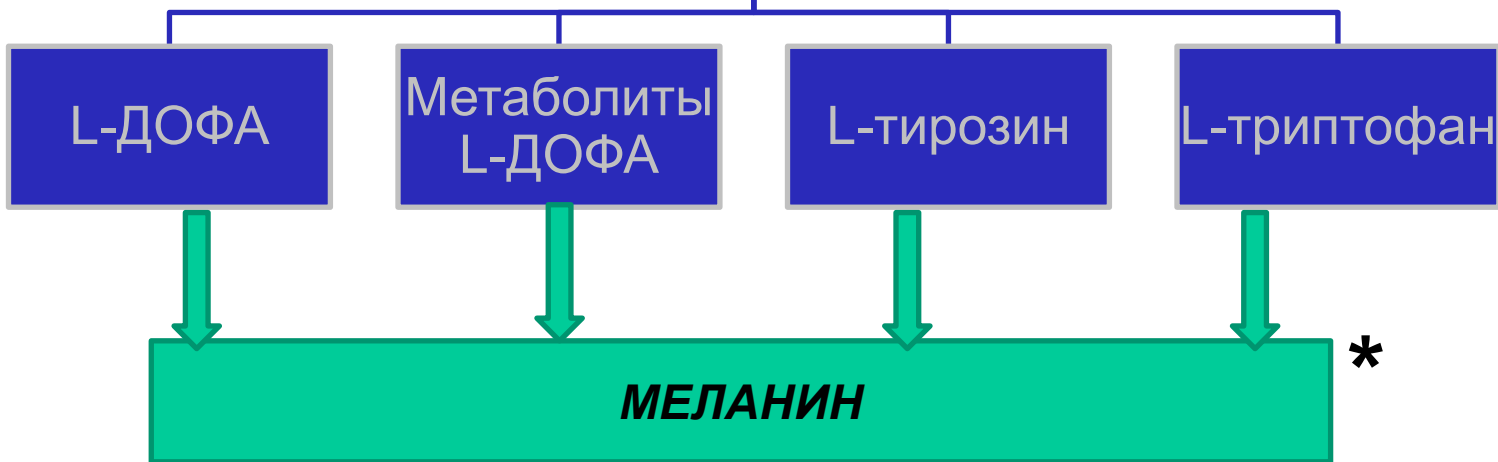 L-ДОФА
Метаболиты
L-ДОФА
L-тирозин
L-триптофан
*
МЕЛАНИН